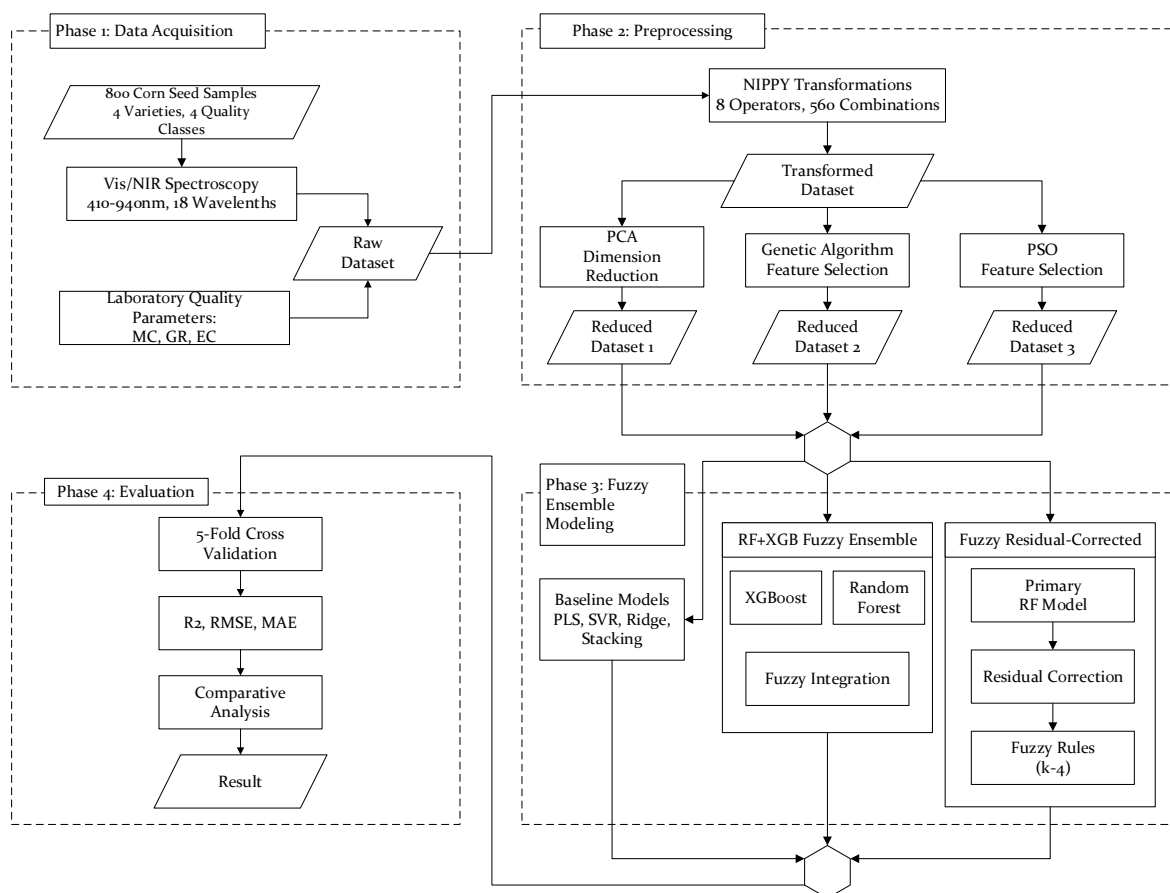 Phase 1: Data Acquisition
800 Corn Seed Samples
4 Varieties, 4 Quality
Classes
Vis/NIR Spectroscopy
410-940nm, 18 Wavelenths
Raw
Dataset
Laboratory Quality
Parameters:
MC, GR, EC
Phase 2: Preprocessing
NIPPY Transformations
8 Operators, 560 Combinations
Transformed
Dataset
PCA
Dimension
Reduction
Genetic Algorithm
Feature Selection
PSO
Feature Selection
Reduced
Dataset 1
Reduced
Dataset 2
Reduced
Dataset 3
Phase 3: Fuzzy
Ensemble
Modeling
Baseline Models
PLS, SVR, Ridge,
Stacking
RF+XGB Fuzzy Ensemble
XGBoost
Random
Forest
Fuzzy Integration
Fuzzy Residual-Corrected
Primary
RF Model
Residual Correction
Fuzzy Rules
(k-4)
Phase 4: Evaluation
5-Fold Cross
Validation
R2, RMSE, MAE
Comparative
Analysis
Result